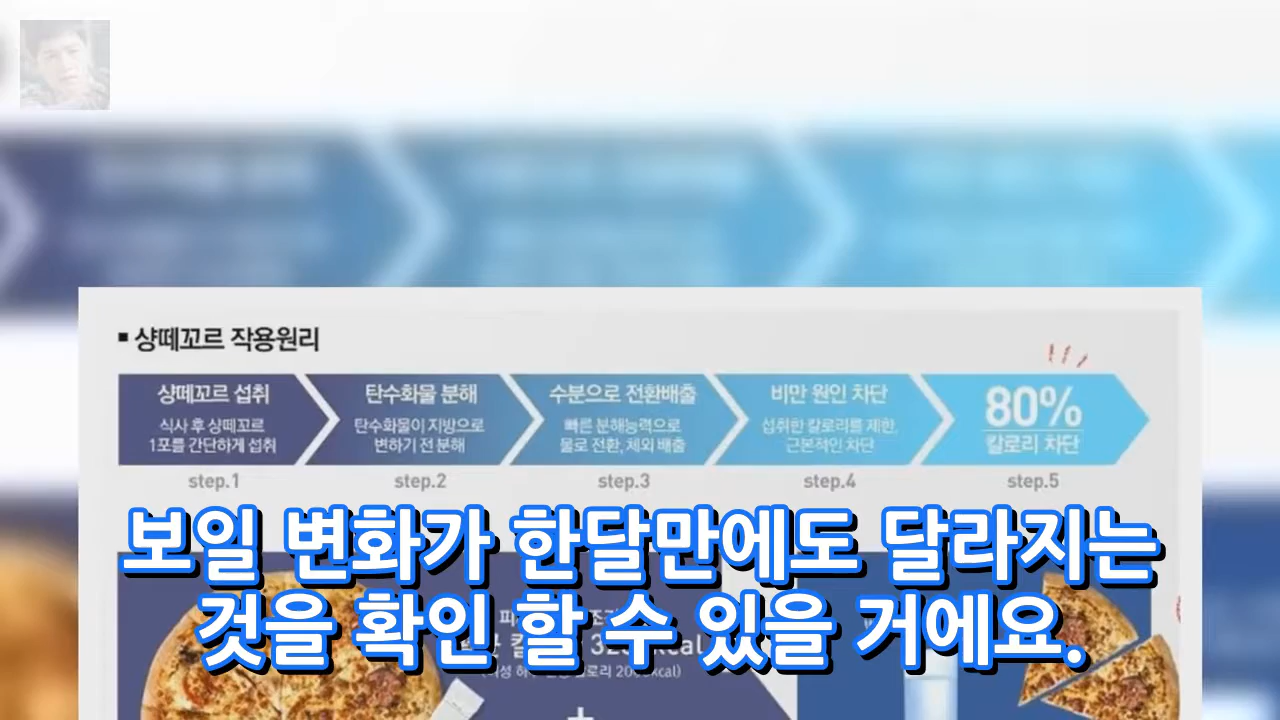 ▪ 샹떼꼬르 작용원리
샹떼꼬르 섭취
식사 후 샹떼꼬르
1포를 간단하게 섭취
step.1
탄수화물 분해
탄수화물이 지방으로
변하기 전 분해
step.2
수분으로 전환배출
빠른 분해능력으로
물로 전환, 체외 배출
step.3
비만 원인 차단
섭취한 칼로리를 제한,
근본적인 차단
step.4
80%
칼로리 차단
step.5
보일 변화가 한달만에도 달라지는
것을 확인 할 수 있을 거에요.